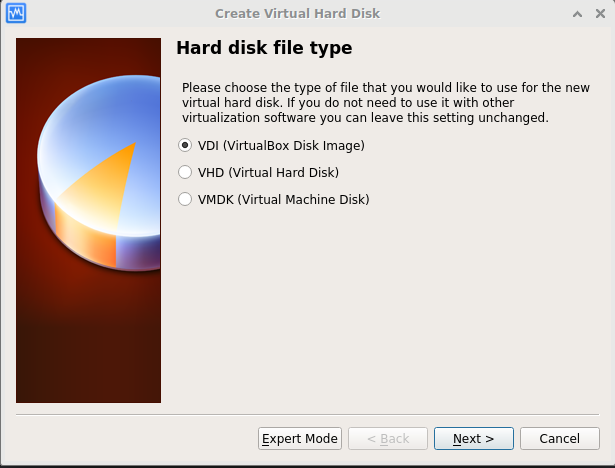 Create Virtual Hard Disk
Hard disk file type
Please choose the type of file that you would like to use for the new
virtual hard disk. If you do not need to use it with other
virtualization software you can leave this setting unchanged.
VDI (VirtualBox Disk Image)
VHD (Virtual Hard Disk)
VMDK (Virtual Machine Disk)
Expert Mode
< Back
Next >
Cancel